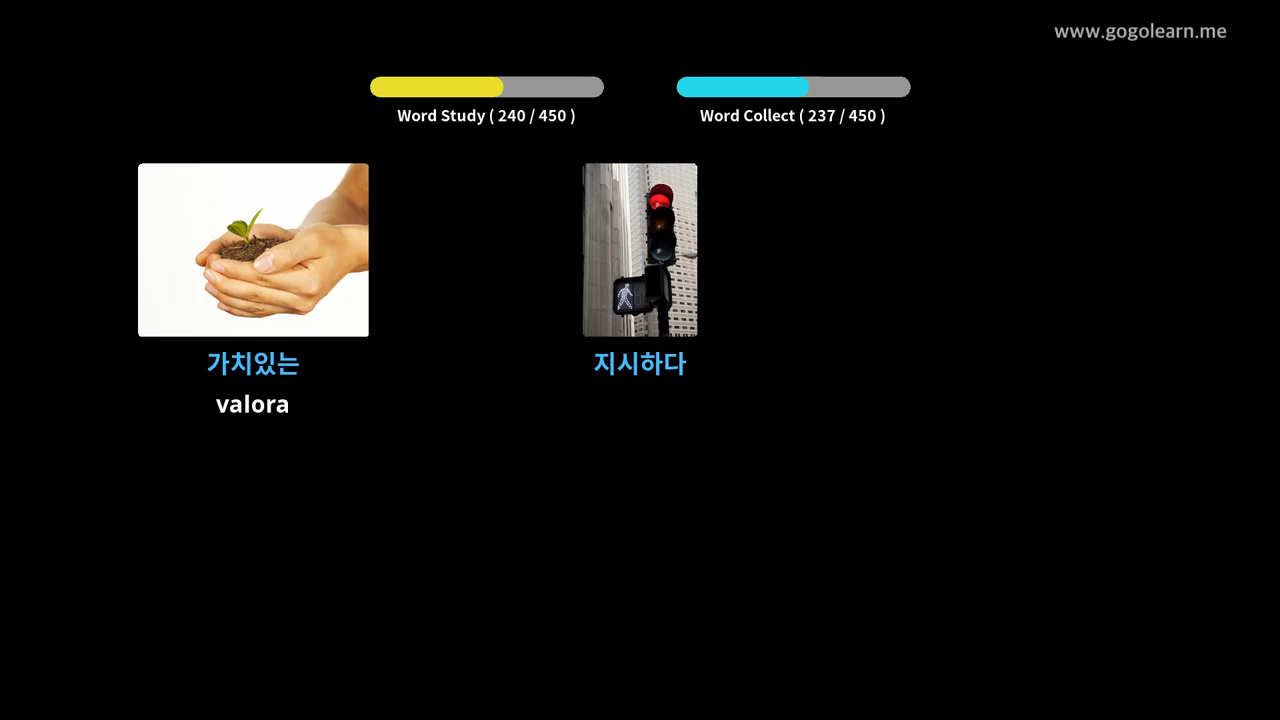 www.gogolearn.me
Word Study ( 240 / 450 )
Word Collect ( 237 / 450 )
가치있는
valora
지시하다